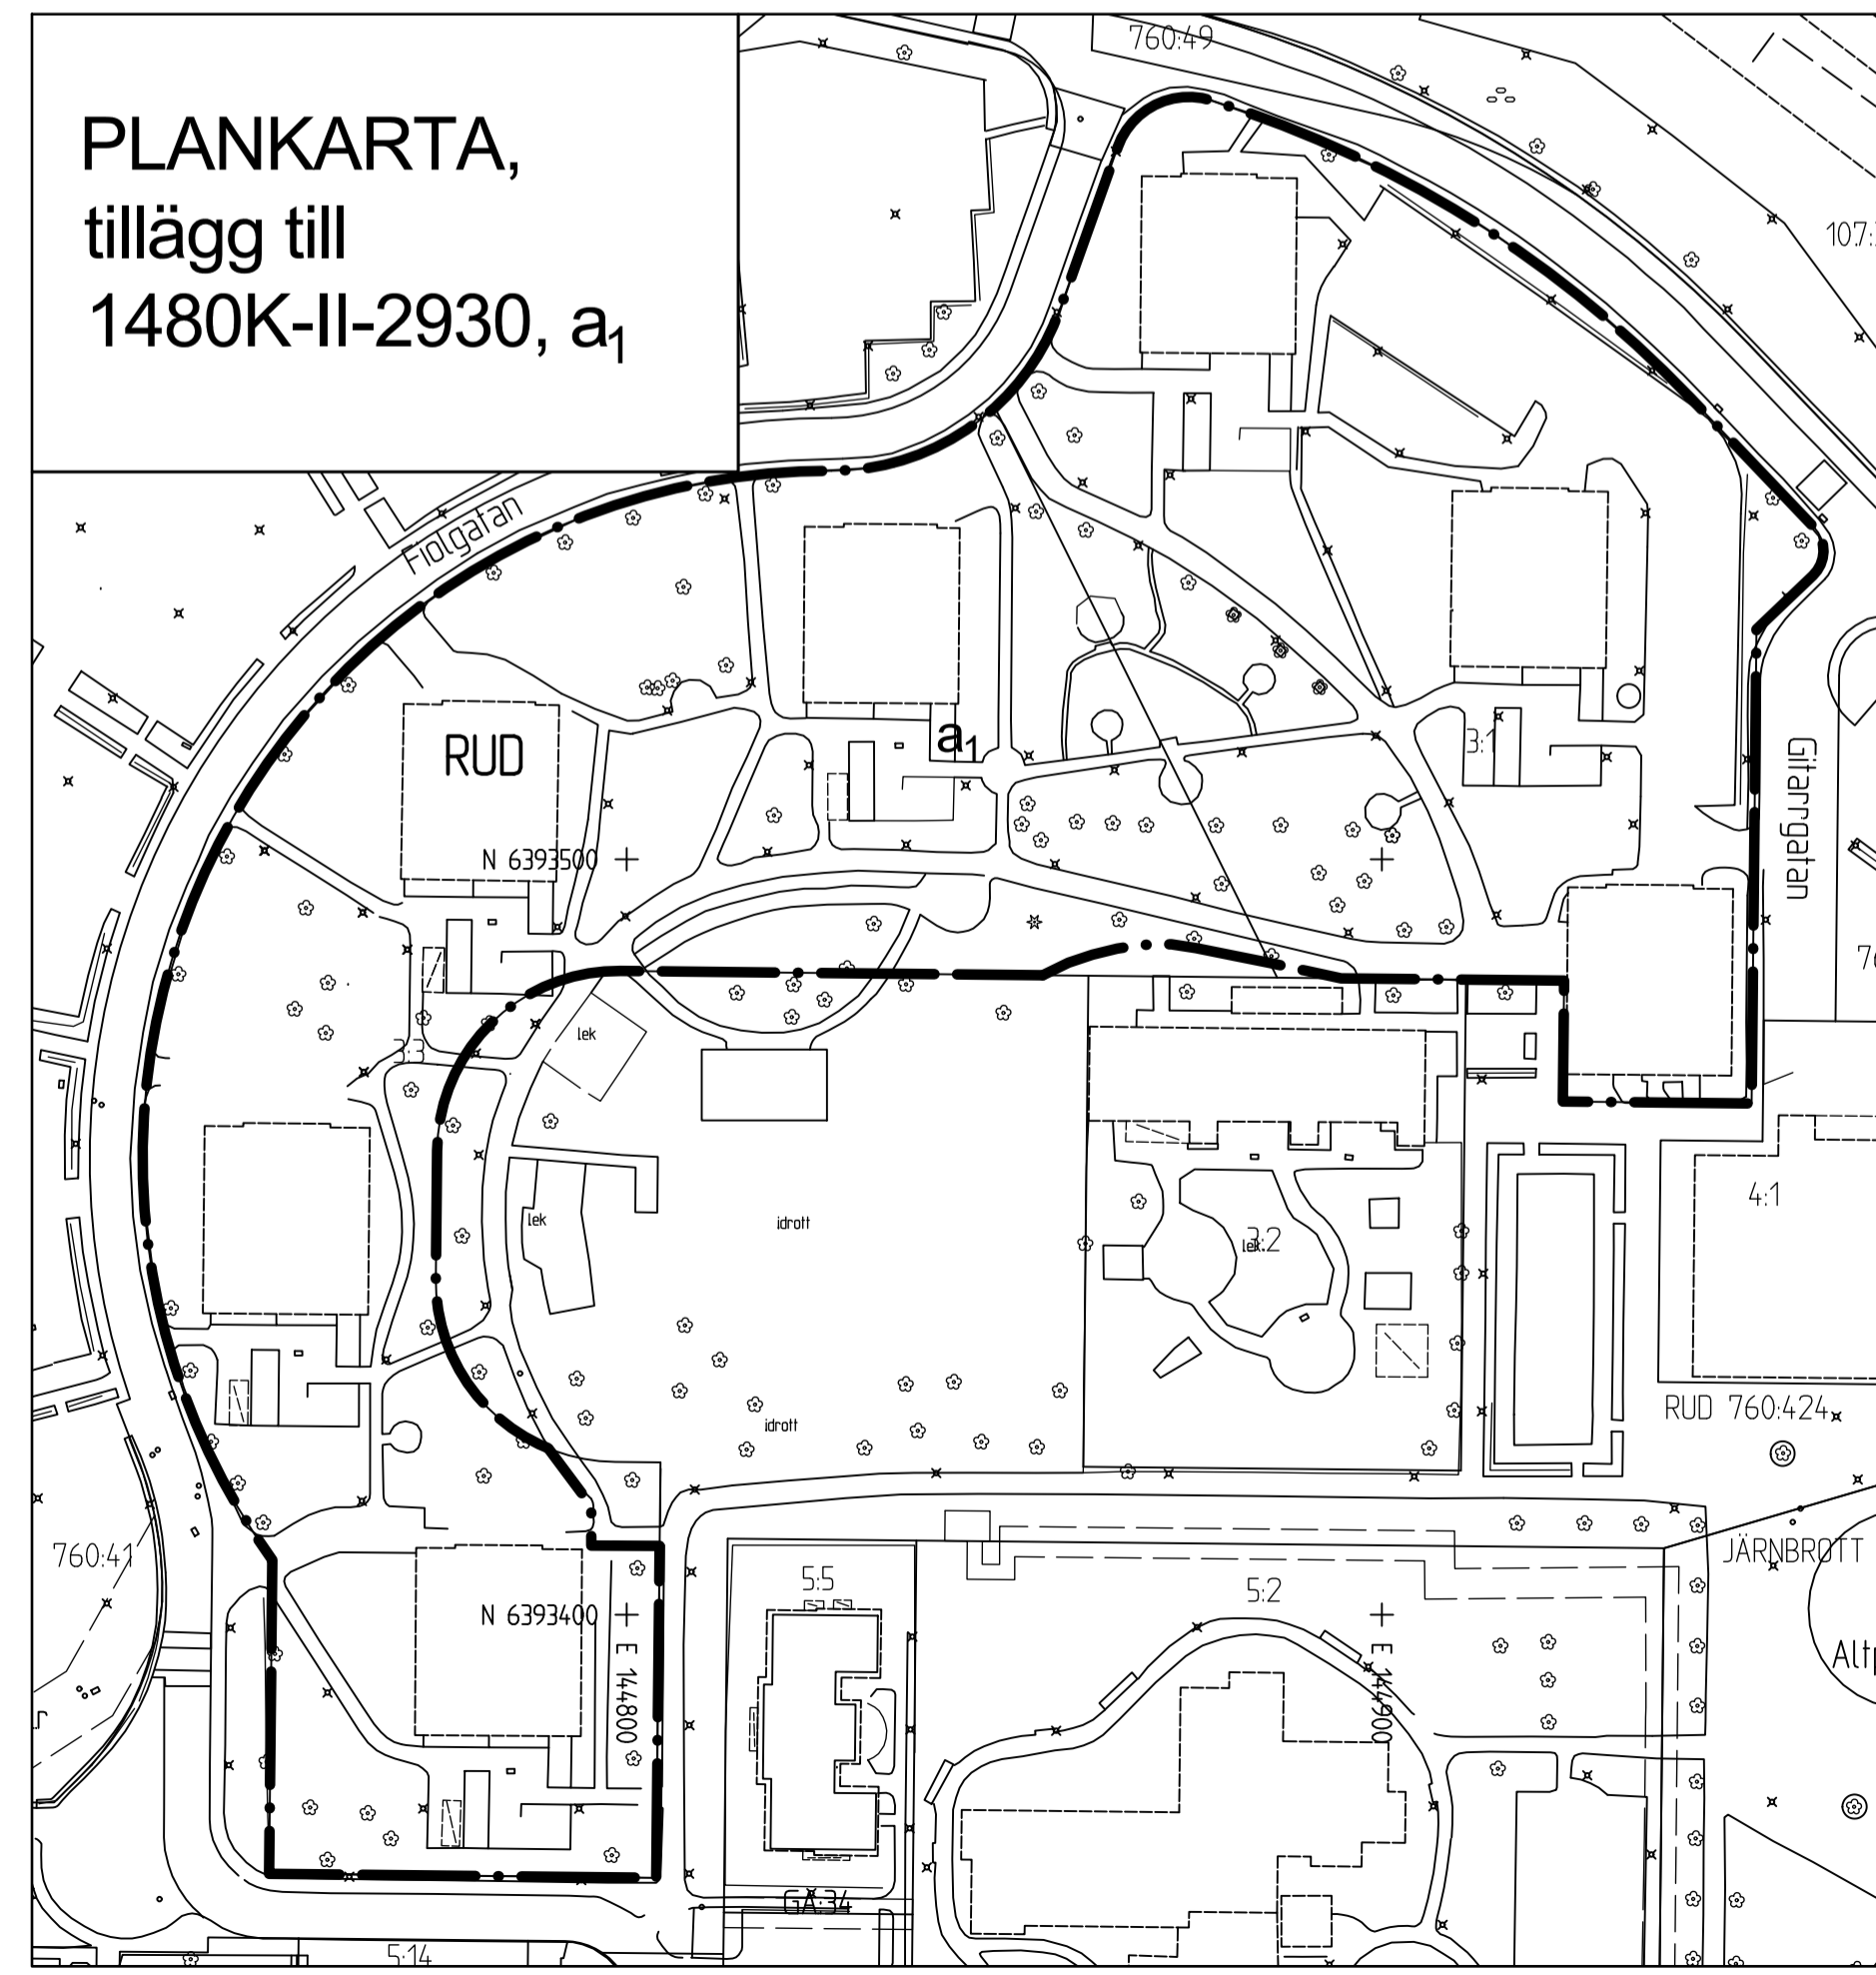 PLANKARTA,
tillägg till
1480K-II-2930, a₁
760:49
Fiolgatan
RUD
a₁
3:1
Gitarrgatan
N 6393500
lek
3:3
4:1
lek
idrott
3:2
lek
idrott
RUD 760:424
760:41
JÄRNBROTT
5:5
5:2
N 6393400
E 144800
E 144900
GA:34
5:14